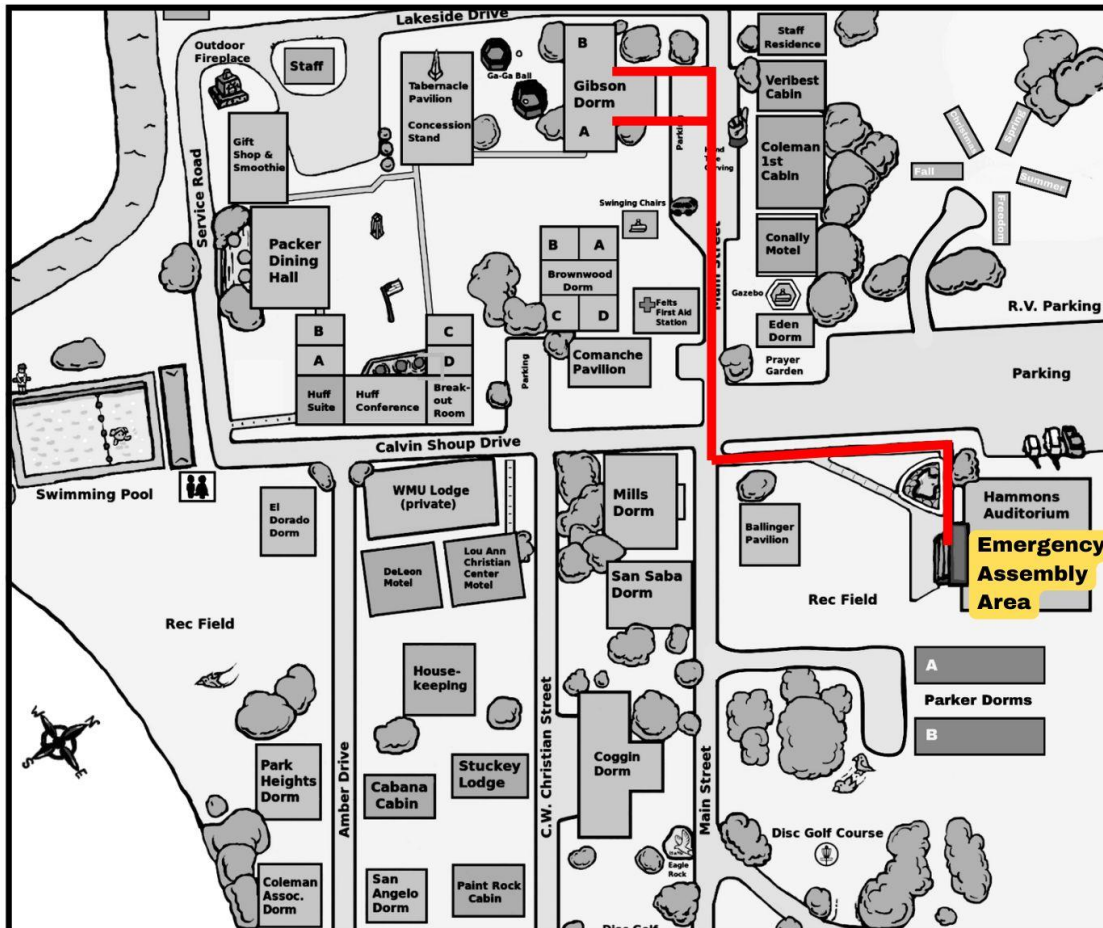 Lakeside Drive
Outdoor
Fireplace
Staff
Tabernacle
Pavilion
Concession
Stand
Ga-Ga Ball
B
Gibson
Dorm
A
Parking
Staff
Residence
Veribest
Cabin
Coleman
1st
Cabin
Christmas
Spring
Fall
Summer
Freedom
Gift
Shop &
Smoothie
Service Road
Packer
Dining
Hall
Swinging Chairs
B
A
Brownwood
Dorm
C
D
Felts
First Aid
Station
Main Street
Conally
Motel
Gazebo
Eden
Dorm
Prayer
Garden
R.V. Parking
Parking
B
A
Huff
Suite
Huff
Conference
C
D
Break-
out
Room
Parking
Comanche
Pavilion
Calvin Shoup Drive
Swimming Pool
El
Dorado
Dorm
WMU Lodge
(private)
DeLeon
Motel
Lou Ann
Christian
Center
Motel
Mills
Dorm
San Saba
Dorm
Ballinger
Pavilion
Hammons
Auditorium
Emergency
Assembly
Area
Rec Field
Rec Field
House-
keeping
A
Parker Dorms
B
N
E
S
W
Park
Heights
Dorm
Amber Drive
Cabana
Cabin
Stuckey
Lodge
C.W. Christian Street
Coggin
Dorm
Main Street
Eagle
Rock
Disc Golf Course
Coleman
Assoc.
Dorm
San
Angelo
Dorm
Paint Rock
Cabin
Disc Golf